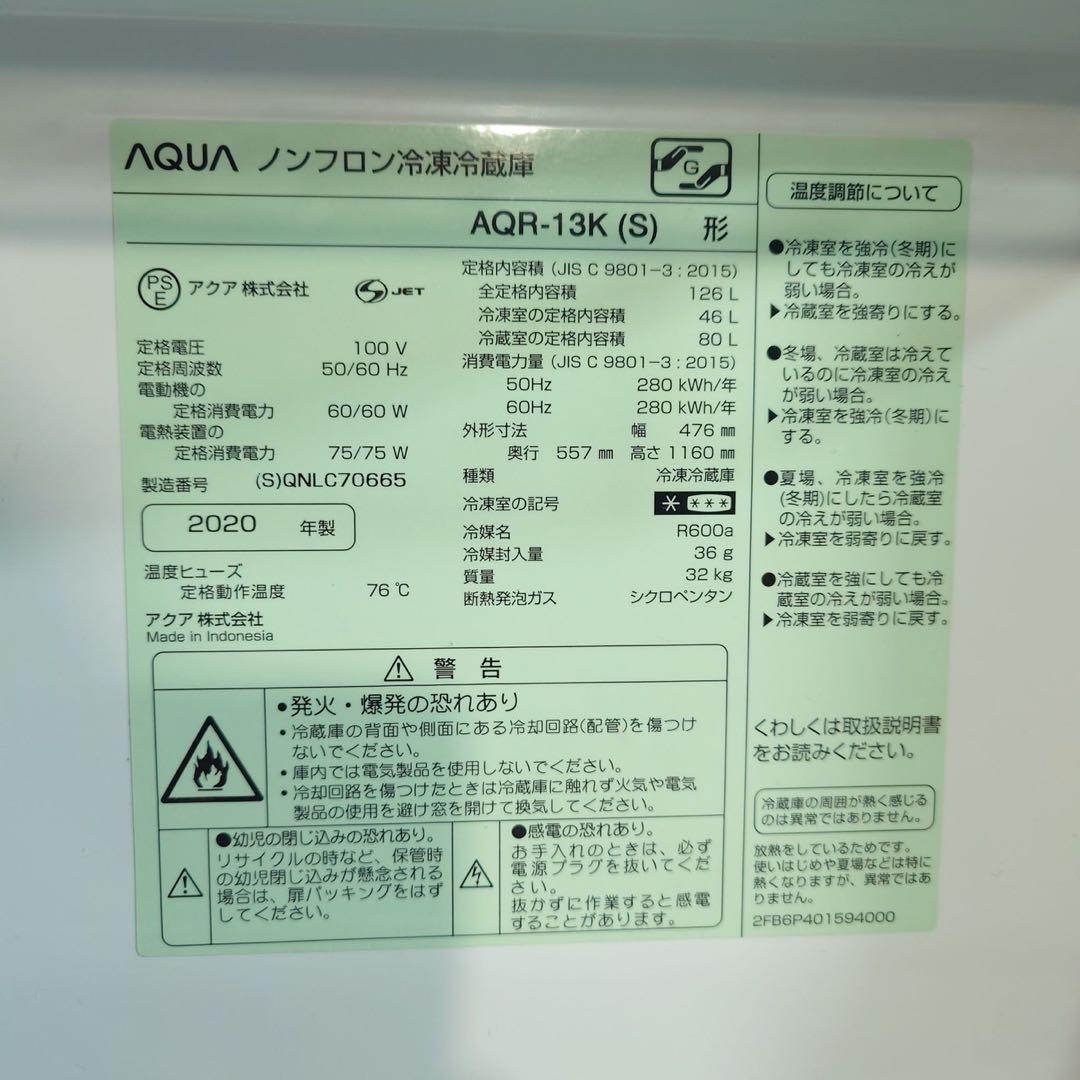 AQUA ノンフロン冷凍冷蔵庫
G
AQR-13K (S) 形
PS E アクア 株式会社
S JET
定格電圧 100 V
定格周波数 50/60 Hz
電動機の
定格消費電力 60/60 W
電熱装置の
定格消費電力 75/75 W
製造番号 (S)QNLC70665
2020 年製
温度ヒューズ
定格動作温度 76 ℃
アクア 株式会社
Made in Indonesia
定格内容積 (JIS C 9801-3 : 2015)
全定格内容積 126 L
冷凍室の定格内容積 46 L
冷蔵室の定格内容積 80 L
消費電力量 (JIS C 9801-3 : 2015)
50Hz 280 kWh/年
60Hz 280 kWh/年
外形寸法 幅 476 ㎜
奥行 557 ㎜ 高さ 1160 ㎜
種類 冷凍冷蔵庫
冷凍室の記号 * ***
冷媒名 R600a
冷媒封入量 36 g
質量 32 kg
断熱発泡ガス シクロペンタン
⚠ 警告
•発火・爆発の恐れあり
•冷蔵庫の背面や側面にある冷却回路(配管)を傷つけ
ないでください。
•庫内では電気製品を使用しないでください。
•冷却回路を傷つけたときは冷蔵庫に触れず火気や電気
製品の使用を避け窓を開けて換気してください。
●幼児の閉じ込みの恐れあり。
リサイクルの時など、保管時
の幼児閉じ込みが懸念される
場合は、扉パッキングをはず
してください。
●感電の恐れあり。
お手入れのときは、必ず
電源プラグを抜いてくだ
さい。
抜かずに作業すると感電
することがあります。
温度調節について
●冷凍室を強冷(冬期)に
しても冷凍室の冷えが
弱い場合。
▶冷蔵室を強寄りにする。
●冬場、冷蔵室は冷えて
いるのに冷凍室の冷え
が弱い場合。
▶冷凍室を強冷(冬期)に
する。
●夏場、冷凍室を強冷
(冬期)にしたら冷蔵室
の冷えが弱い場合。
▶冷凍室を弱寄りに戻す。
●冷蔵室を強にしても冷
蔵室の冷えが弱い場合。
▶冷凍室を弱寄りに戻す。
くわしくは取扱説明書
をお読みください。
冷蔵庫の周囲が熱く感じる
のは異常ではありません。
放熱をしているためです。
使いはじめや夏場などは特に
熱くなりますが、異常ではあ
りません。
2FB6P401594000